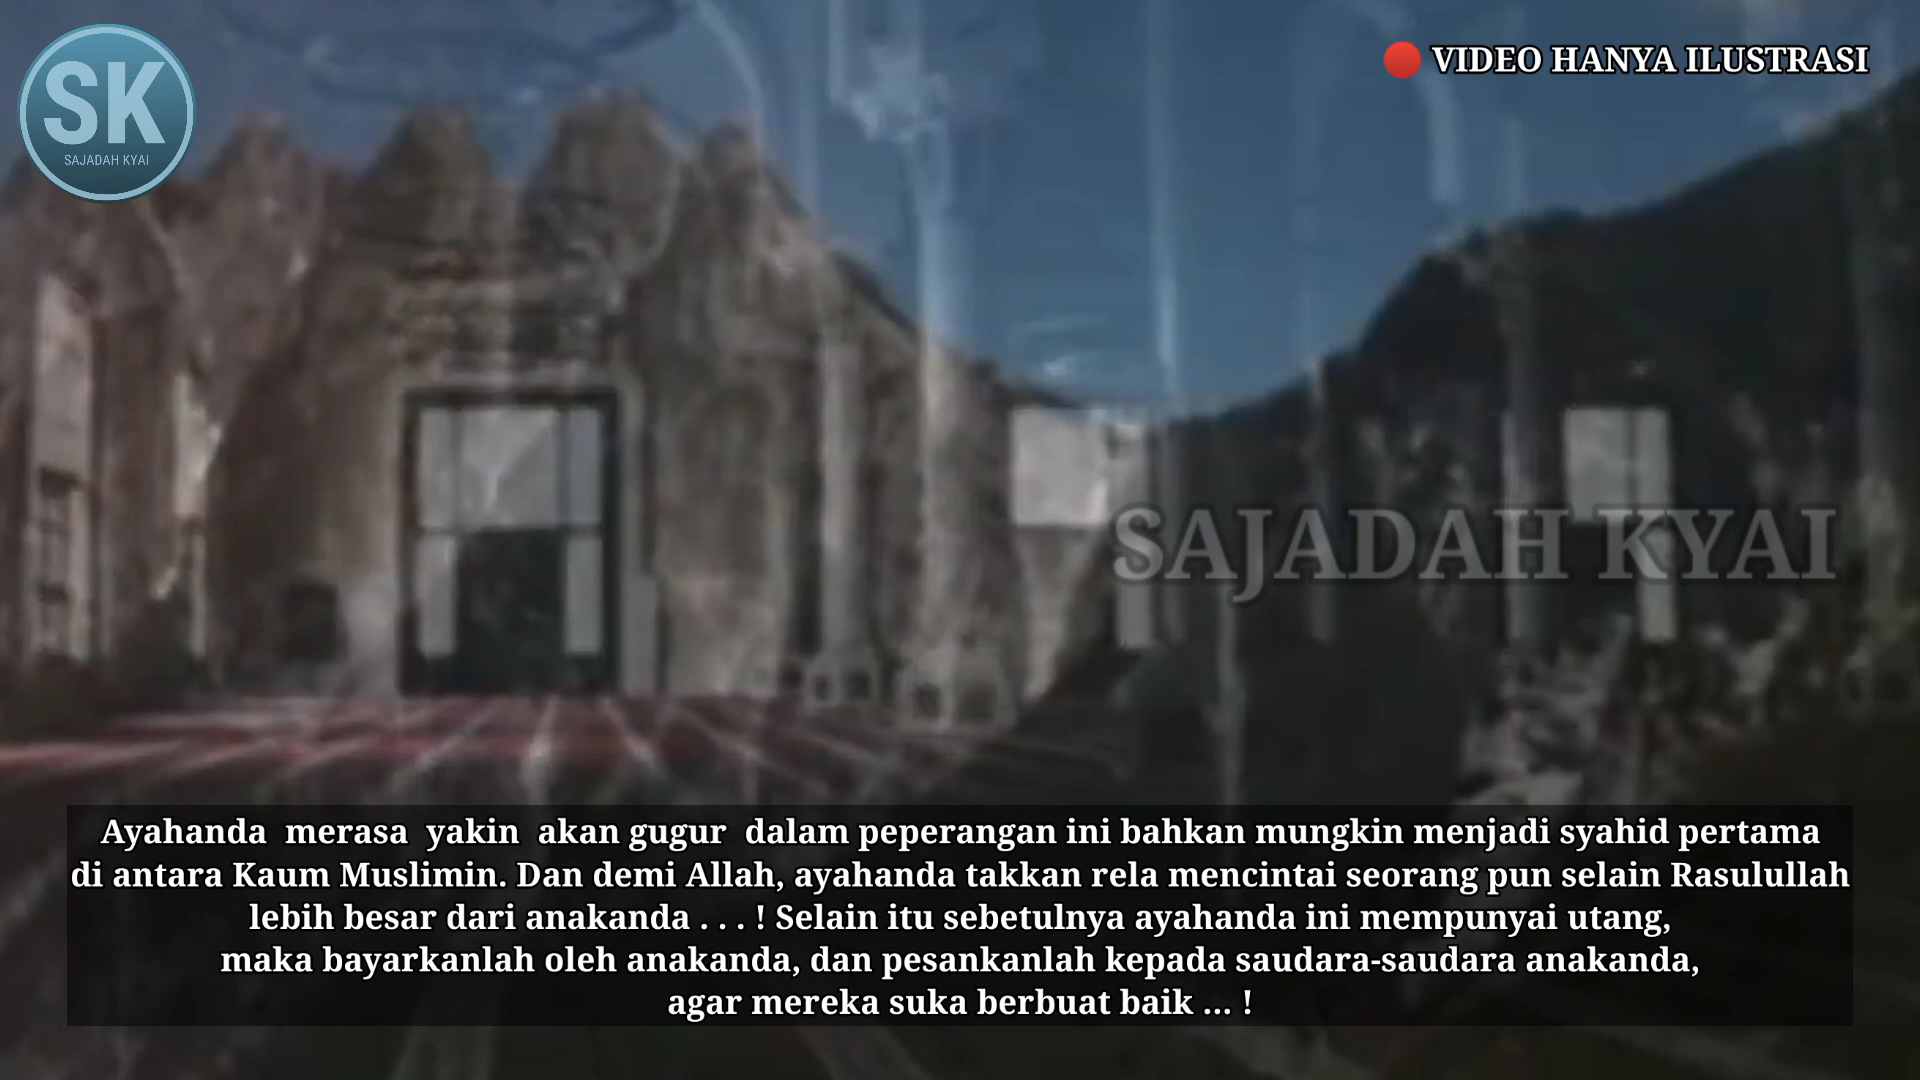 SK
SAJADAH KYAI
VIDEO HANYA ILUSTRASI
SAJADAH KYAI
Ayahanda merasa yakin akan gugur dalam peperangan ini bahkan mungkin menjadi syahid pertama
di antara Kaum Muslimin. Dan demi Allah, ayahanda takkan rela mencintai seorang pun selain Rasulullah
lebih besar dari anakanda . . . ! Selain itu sebetulnya ayahanda ini mempunyai utang,
maka bayarkanlah oleh anakanda, dan pesankanlah kepada saudara-saudara anakanda,
agar mereka suka berbuat baik ... !